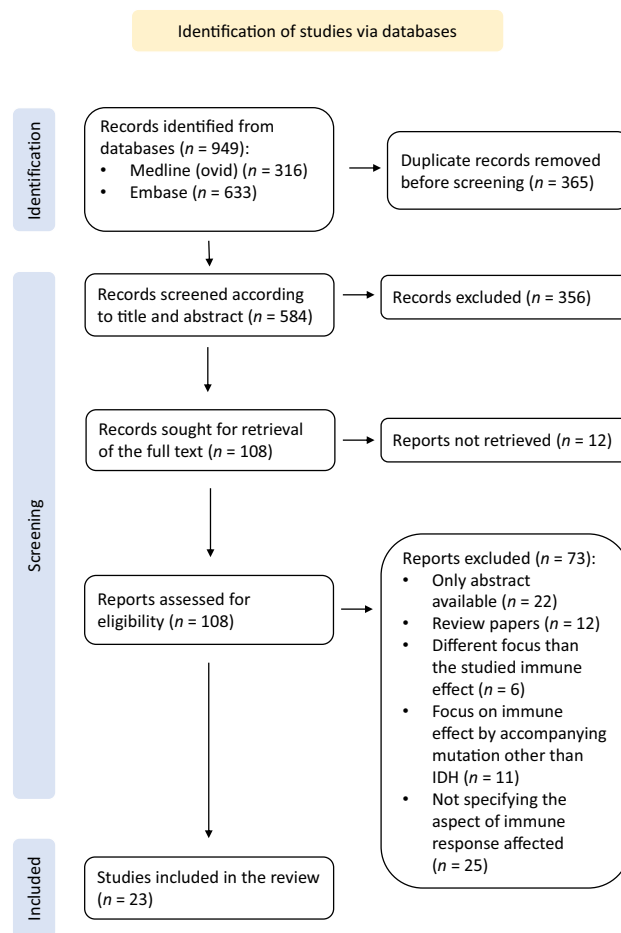 Identification of studies via databases
Identification
Records identified from
databases (n = 949):
• Medline (ovid) (n = 316)
• Embase (n = 633)
Duplicate records removed
before screening (n = 365)
Screening
Records screened according
to title and abstract (n = 584)
Records excluded (n = 356)
Records sought for retrieval
of the full text (n = 108)
Reports not retrieved (n = 12)
Reports assessed for
eligibility (n = 108)
Reports excluded (n = 73):
• Only abstract
available (n = 22)
• Review papers (n = 12)
• Different focus than
the studied immune
effect (n = 6)
• Focus on immune
effect by accompanying
mutation other than
IDH (n = 11)
• Not specifying the
aspect of immune
response affected
(n = 25)
Included
Studies included in the review
(n = 23)